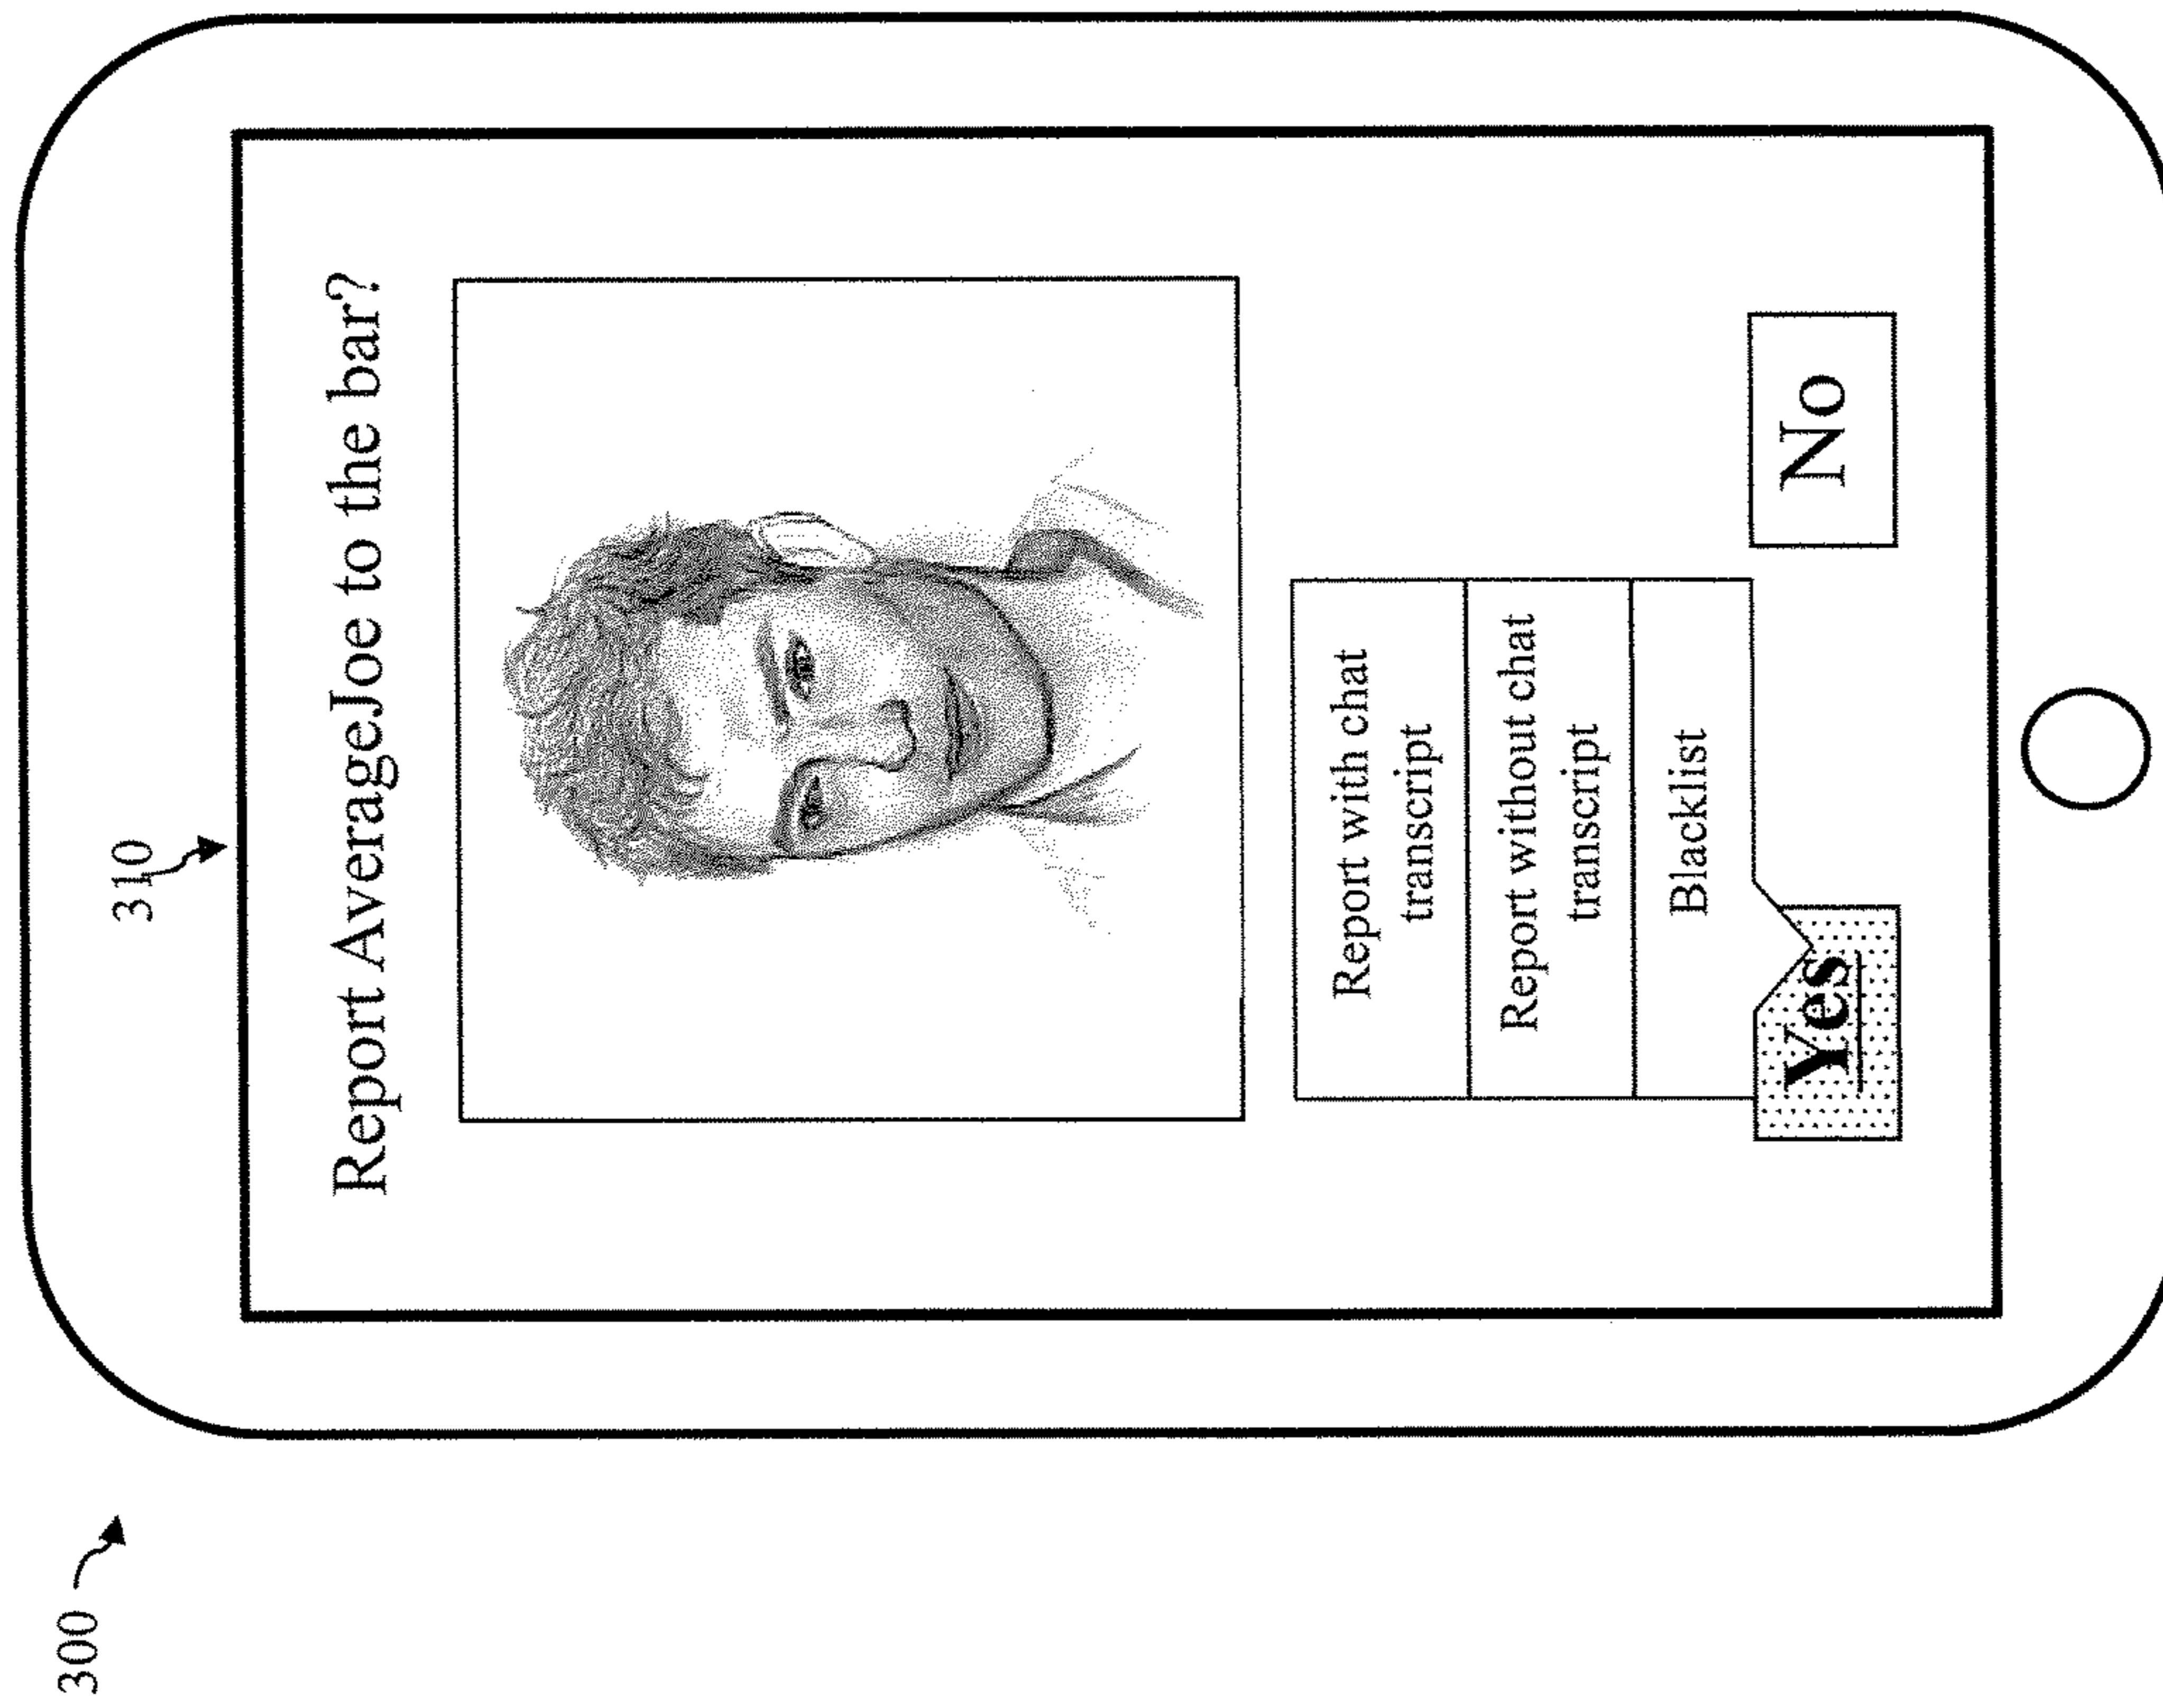 300
310
Report AverageJoe to the bar?
Report with chat
transcript
Report without chat
transcript
Blacklist
Yes
No